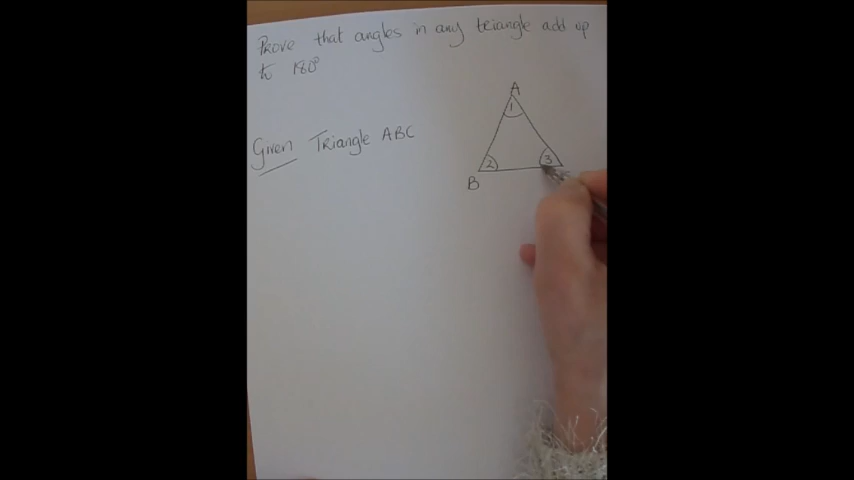 Prove that angles in any triangle add up
to 180°
A
1
Given Triangle ABC
2 3
B